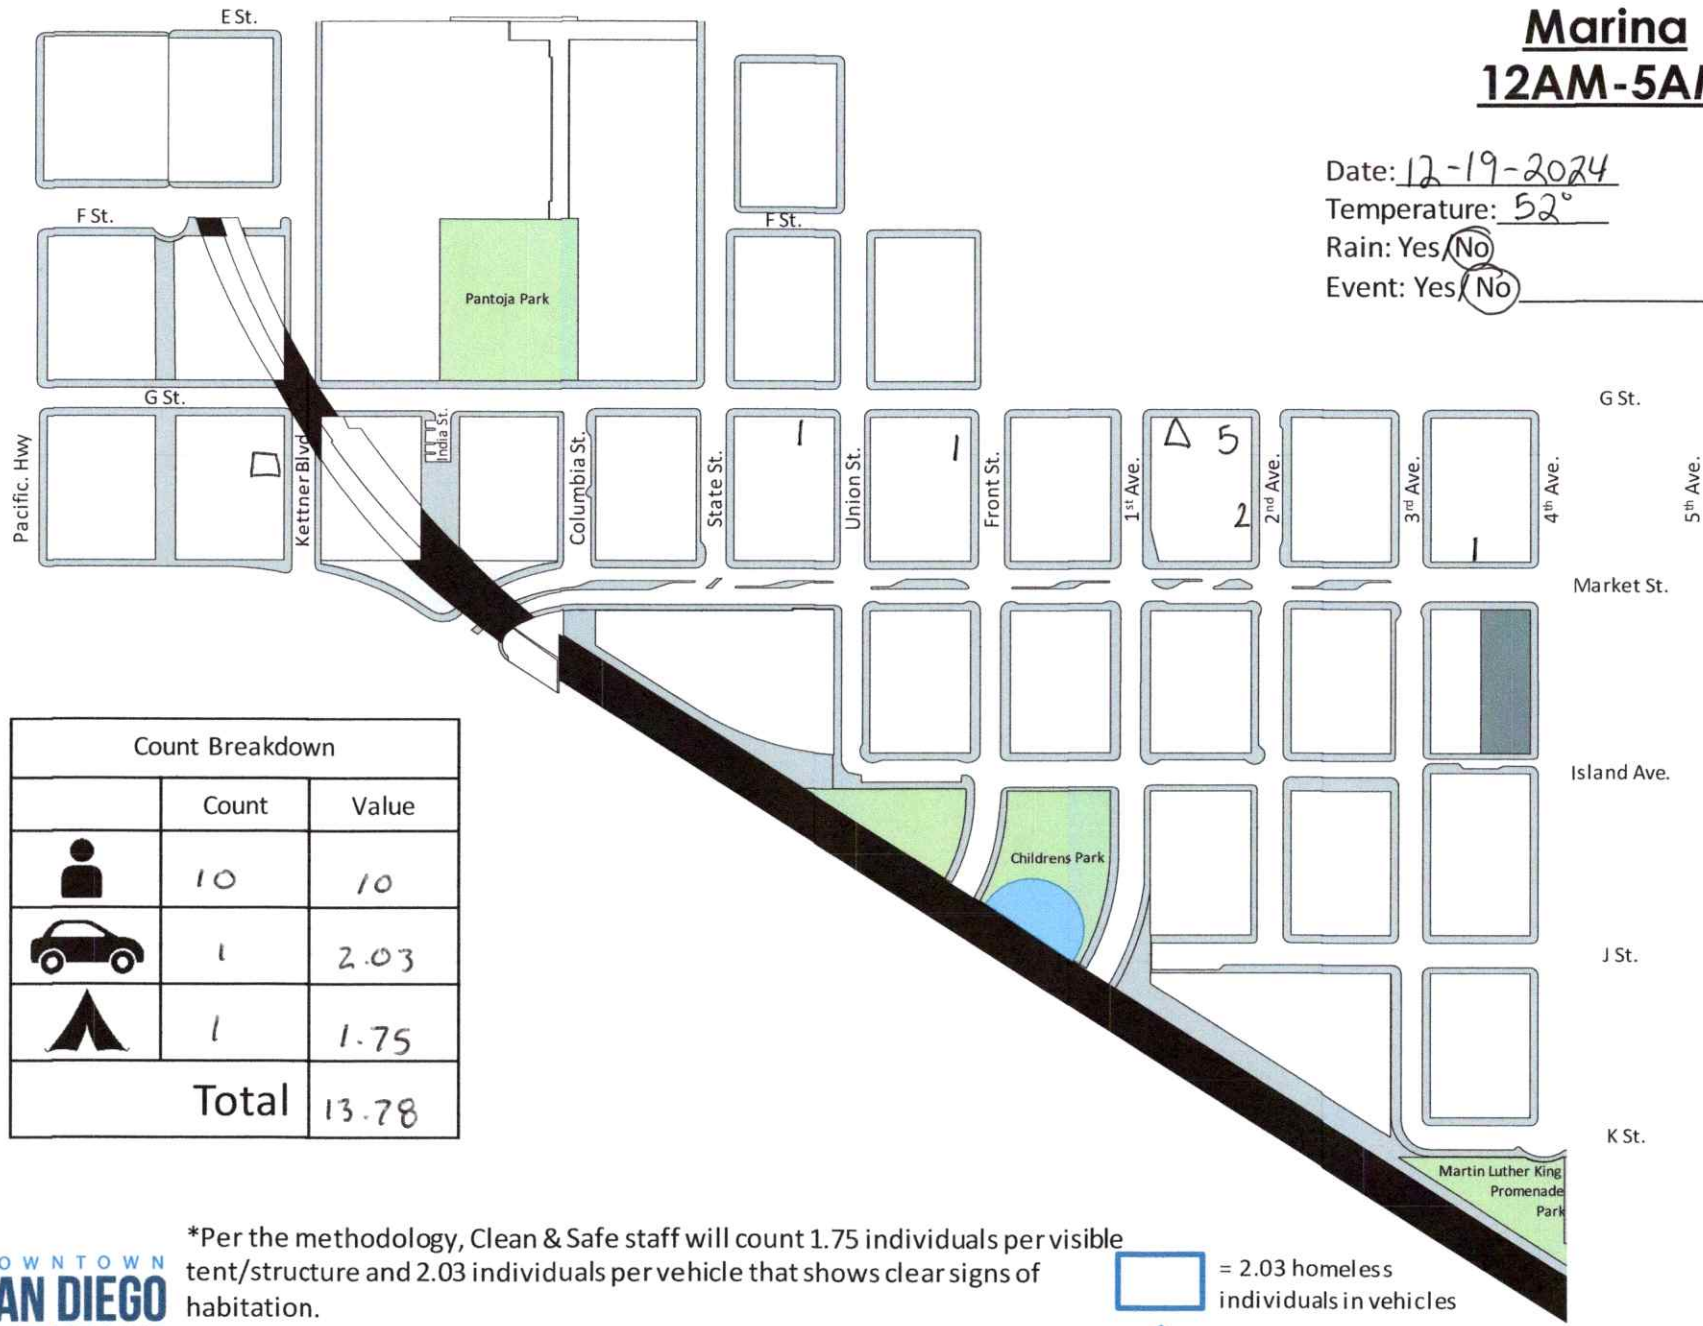 Marina
12AM-5A
E St.
Date: 12-19-2024
Temperature: 52°
Rain: Yes/No
Event: Yes/No
F St.
F St.
Pantoja Park
G St.
G St.
Pacific. Hwy
Kettner Blvd
India St.
Columbia St.
State St.
Union St.
Front St.
1st Ave.
2nd Ave.
3rd Ave.
4th Ave.
5th Ave.
1
1
5
2
1
Market St.
Island Ave.
Childrens Park
J St.
K St.
Martin Luther King
Promenade
Park
Count Breakdown
Count Value
10 10
1 2.03
1 1.75
Total 13.78
*Per the methodology, Clean & Safe staff will count 1.75 individuals per visible
tent/structure and 2.03 individuals per vehicle that shows clear signs of
habitation.
OWNTOWN
AN DIEGO
= 2.03 homeless
individuals in vehicles